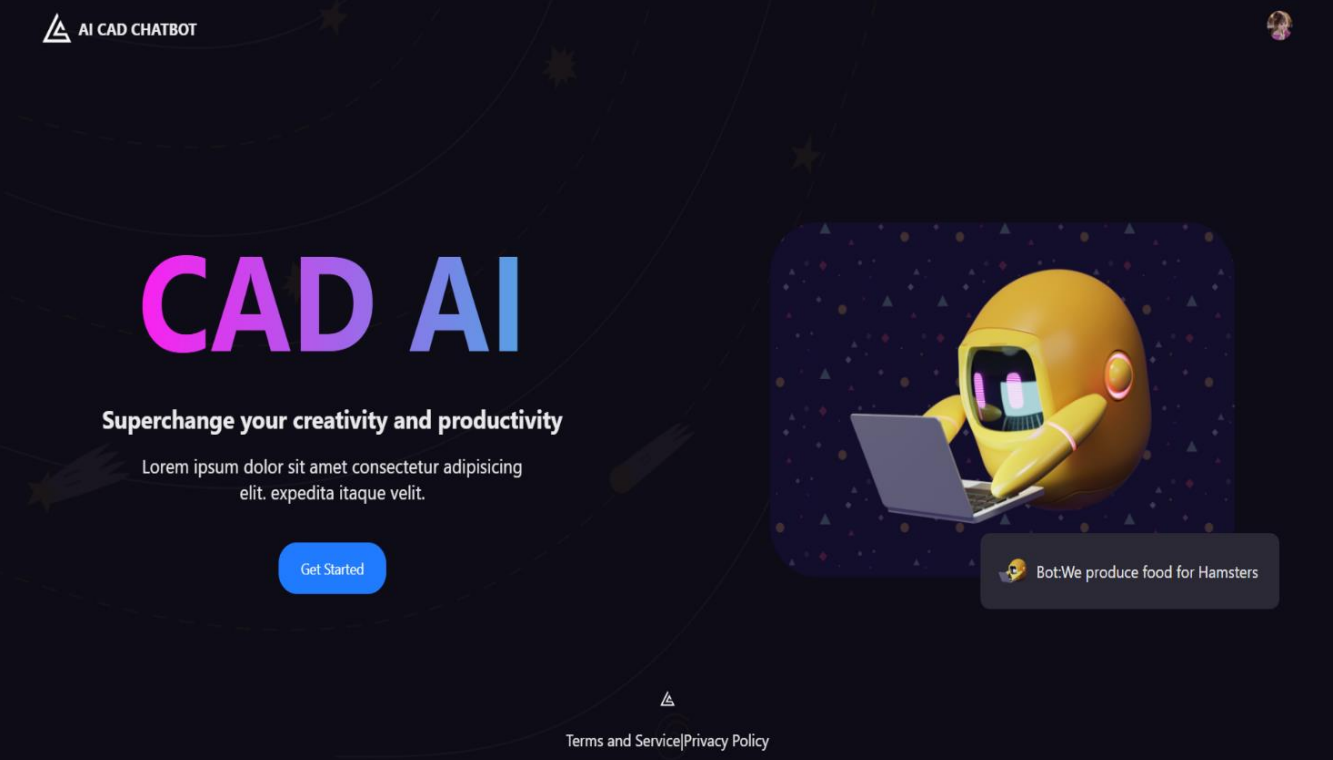 AI CAD CHATBOT
CAD AI
Superchange your creativity and productivity
Lorem ipsum dolor sit amet consectetur adipisicing
elit. expedita itaque velit.
Get Started
Bot:We produce food for Hamsters
Terms and Service|Privacy Policy